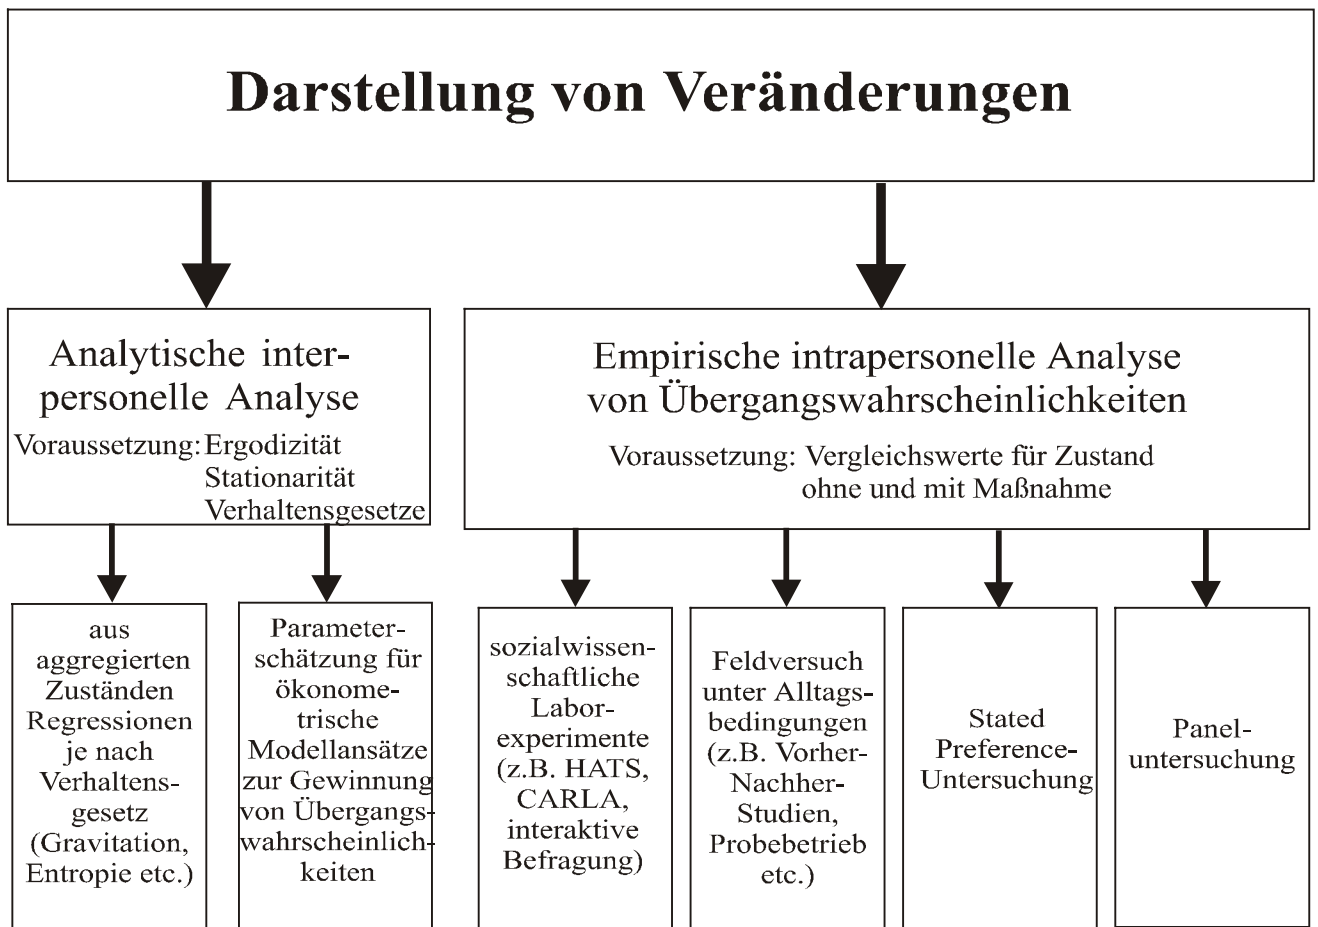 Darstellung von Veränderungen
Analytische inter-
personelle Analyse
Voraussetzung: Ergodizität
Stationarität
Verhaltensgesetze
Empirische intrapersonelle Analyse
von Übergangswahrscheinlichkeiten
Voraussetzung: Vergleichswerte für Zustand
ohne und mit Maßnahme
aus
aggregierten
Zuständen
Regressionen
je nach
Verhaltens-
gesetz
(Gravitation,
Entropie etc.)
Parameter-
schätzung für
ökonome-
trische
Modellansätze
zur Gewinnung
von Übergangs-
wahrscheinlich-
keiten
sozialwissen-
schaftliche
Labor-
experimente
(z.B. HATS,
CARLA,
interaktive
Befragung)
Feldversuch
unter Alltags-
bedingungen
(z.B. Vorher-
Nachher-
Studien,
Probebetrieb
etc.)
Stated
Preference-
Untersuchung
Panel-
untersuchung